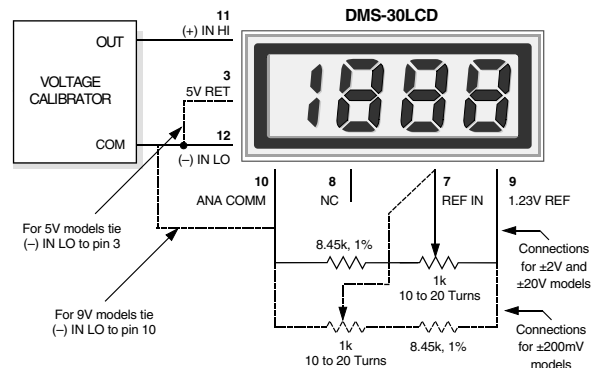 DMS-30LCD
11
(+) IN HI
OUT
VOLTAGE
CALIBRATOR
3
5V RET
COM
12
(–) IN LO
1888
10
ANA COMM
8
NC
7
REF IN
9
1.23V REF
For 5V models tie
(–) IN LO to pin 3
8.45k, 1%
1k
10 to 20 Turns
Connections
for ±2V and
±20V models
For 9V models tie
(–) IN LO to pin 10
1k
10 to 20 Turns
8.45k, 1%
Connections
for ±200mV
models